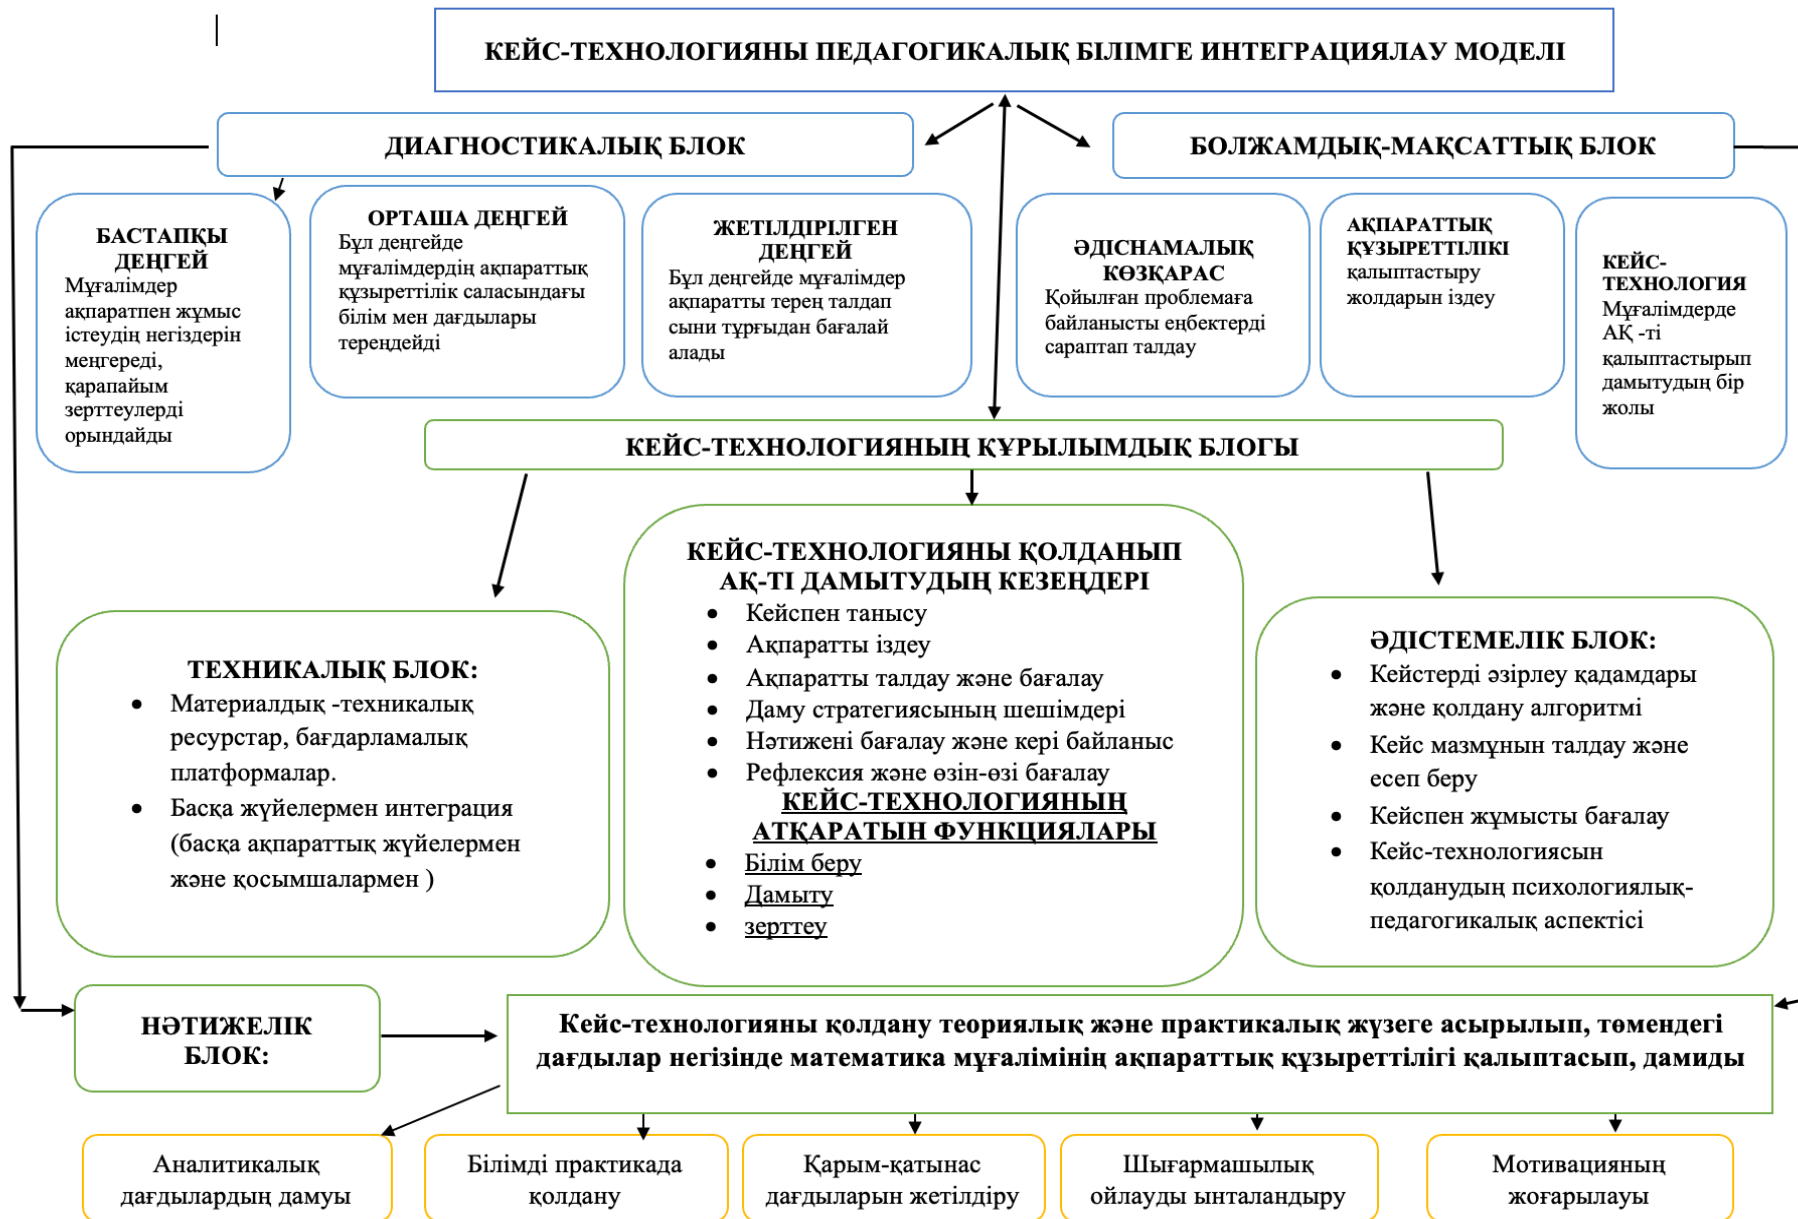 КЕЙС-ТЕХНОЛОГИЯНЫ ПЕДАГОГИКАЛЫҚ БІЛІМГЕ ИНТЕГРАЦИЯЛАУ МОДЕЛІ
ДИАГНОСТИКАЛЫҚ БЛОК
БОЛЖАМДЫҚ-МАҚСАТТЫҚ БЛОК
БАСТАПҚЫ
ДЕҢГЕЙ
Мұғалімдер
ақпаратпен жұмыс
істеудің негіздерін
меңгереді,
қарапайым
зерттеулерді
орындайды
ОРТАША ДЕҢГЕЙ
Бұл деңгейде
мұғалімдердің ақпараттық
құзыреттілік саласындағы
білім мен дағдылары
тереңдейді
ЖЕТІЛДІРІЛГЕН
ДЕҢГЕЙ
Бұл деңгейде мұғалімдер
ақпаратты терең талдап
сыни тұрғыдан бағалай
алады
ӘДІСНАМАЛЫҚ
КӨЗҚАРАС
Қойылған проблемаға
байланысты еңбектерді
сараптап талдау
АҚПАРАТТЫҚ
ҚҰЗЫРЕТТІЛІКІ
қалыптастыру
жолдарын іздеу
КЕЙС-
ТЕХНОЛОГИЯ
Мұғалімдерде
АҚ -ті
қалыптастырып
дамытудың бір
жолы
КЕЙС-ТЕХНОЛОГИЯНЫҢ ҚҰРЫЛЫМДЫҚ БЛОГЫ
ТЕХНИКАЛЫҚ БЛОК:
• Материалдық -техникалық
ресурстар, бағдарламалық
платформалар.
• Басқа жүйелермен интеграция
(басқа ақпараттық жүйелермен
және қосымшалармен )
КЕЙС-ТЕХНОЛОГИЯНЫ ҚОЛДАНЫП
АҚ-ТІ ДАМЫТУДЫҢ КЕЗЕҢДЕРІ
• Кейспен танысу
• Ақпаратты іздеу
• Ақпаратты талдау және бағалау
• Даму стратегиясының шешімдері
• Нәтижені бағалау және кері байланыс
• Рефлексия және өзін-өзі бағалау
КЕЙС-ТЕХНОЛОГИЯНЫҢ
АТҚАРАТЫН ФУНКЦИЯЛАРЫ
• Білім беру
• Дамыту
• зерттеу
ӘДІСТЕМЕЛІК БЛОК:
• Кейстерді әзірлеу қадамдары
және қолдану алгоритмі
• Кейс мазмұнын талдау және
есеп беру
• Кейспен жұмысты бағалау
• Кейс-технологиясын
қолданудың психологиялық-
педагогикалық аспектісі
НӘТИЖЕЛІК
БЛОК:
Кейс-технологияны қолдану теориялық және практикалық жүзеге асырылып, төмендегі
дағдылар негізінде математика мұғалімінің ақпараттық құзыреттілігі қалыптасып, дамиды
Аналитикалық
дағдылардың дамуы
Білімді практикада
қолдану
Қарым-қатынас
дағдыларын жетілдіру
Шығармашылық
ойлауды ынталандыру
Мотивацияның
жоғарылауы